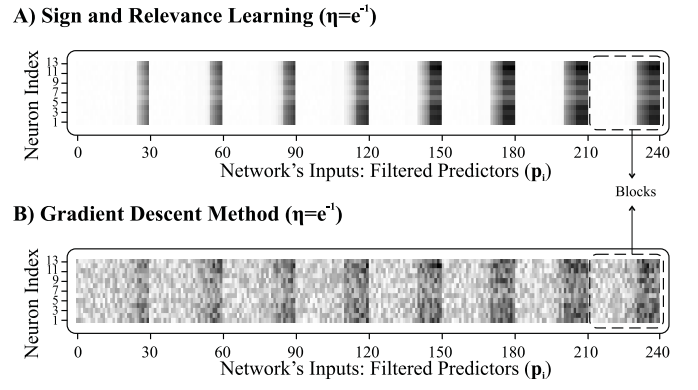 A) Sign and Relevance Learning (η=e⁻¹)
Neuron Index
13
11
9
7
5
3
1
0 30 60 90 120 150 180 210 240
Network's Inputs: Filtered Predictors (pᵢ)
Blocks
B) Gradient Descent Method (η=e⁻¹)
Neuron Index
13
11
9
7
5
3
1
0 30 60 90 120 150 180 210 240
Network's Inputs: Filtered Predictors (pᵢ)